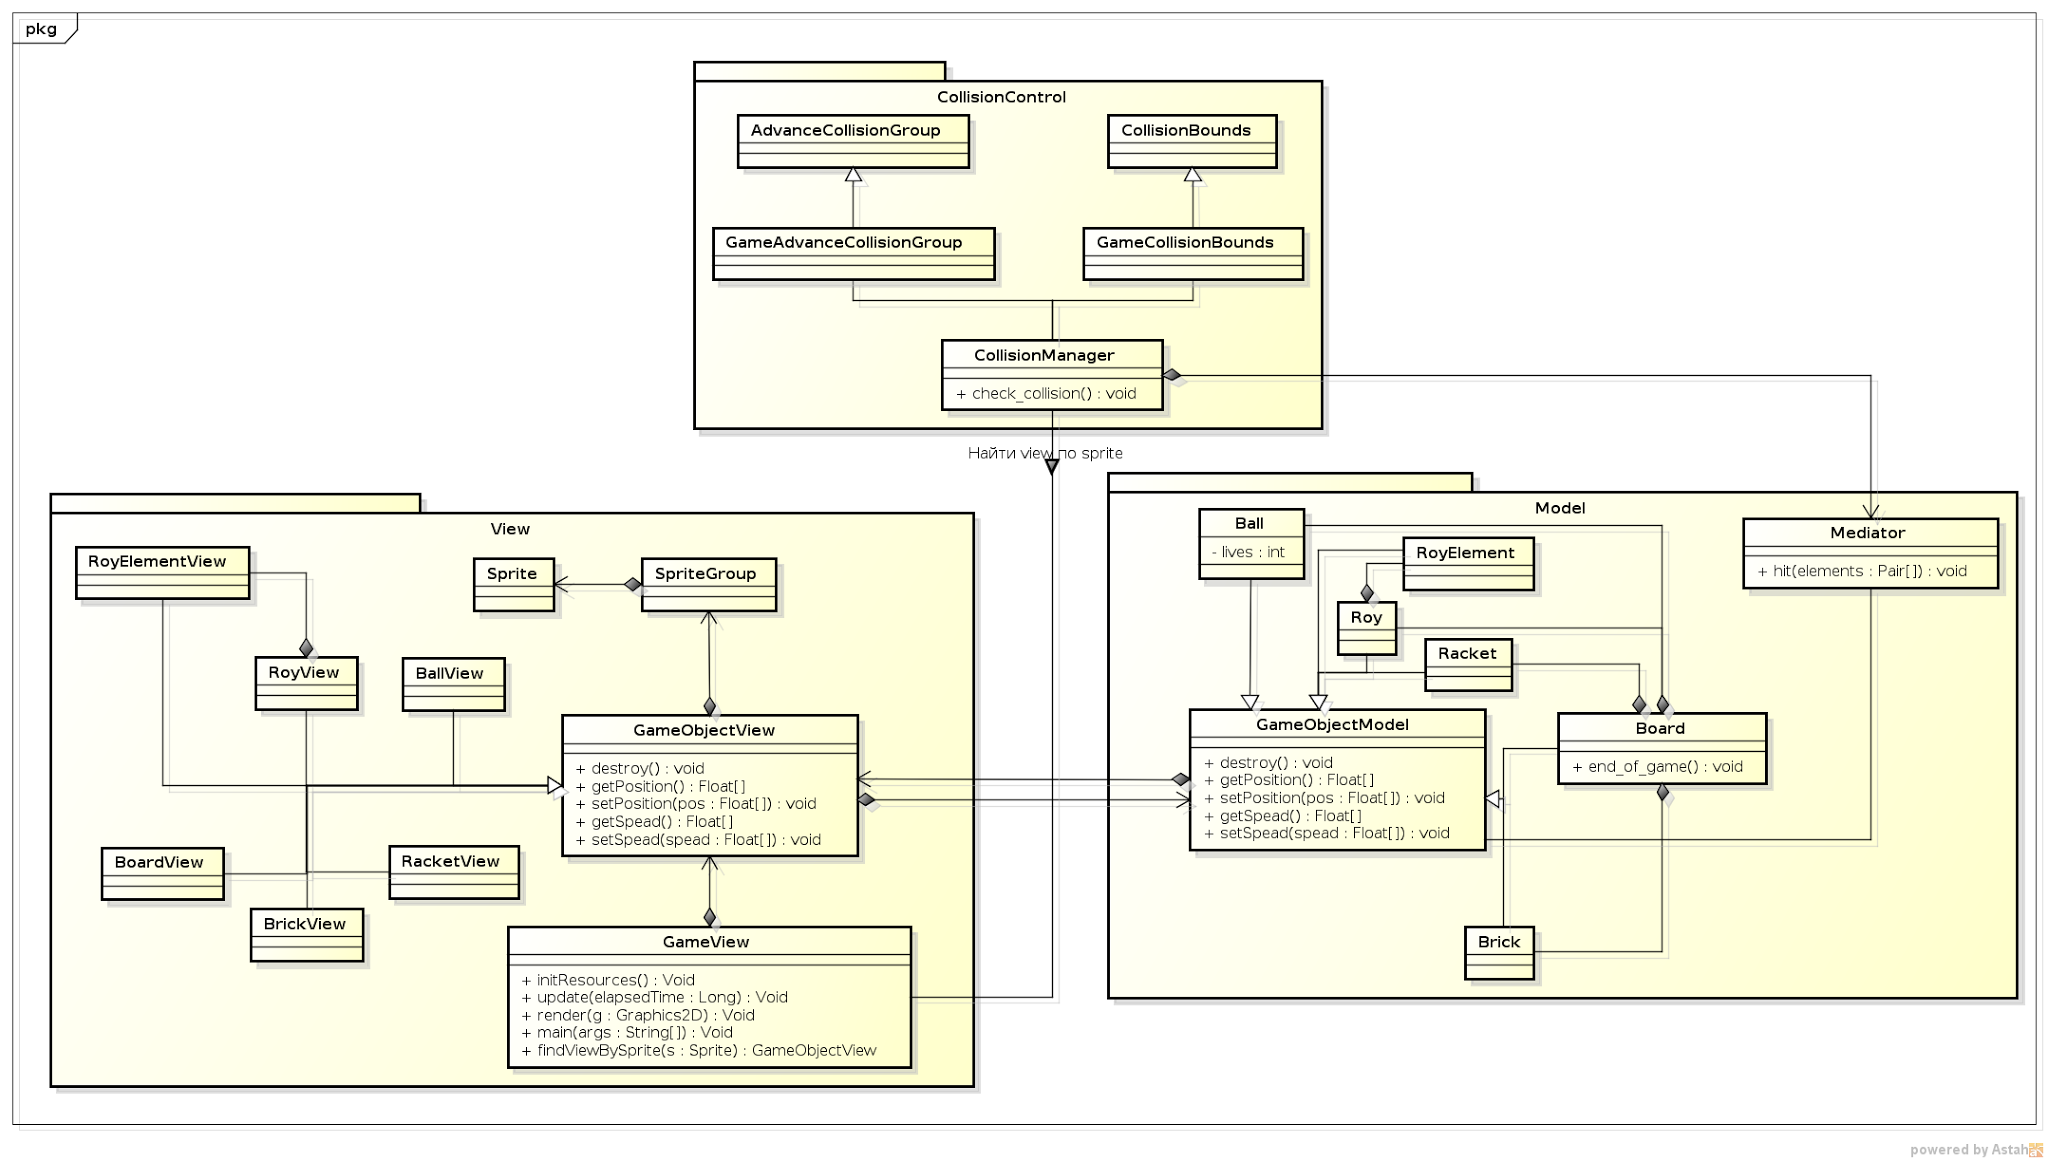 pkg
CollisionControl
AdvanceCollisionGroup
CollisionBounds
GameAdvanceCollisionGroup
GameCollisionBounds
CollisionManager
+ check_collision() : void
Найти view по sprite
View
RoyElementView
Sprite
SpriteGroup
RoyView
BallView
GameObjectView
+ destroy() : void
+ getPosition() : Float[]
+ setPosition(pos : Float[]) : void
+ getSpead() : Float[]
+ setSpead(spead : Float[]) : void
BoardView
RacketView
BrickView
GameView
+ initResources() : Void
+ update(elapsedTime : Long) : Void
+ render(g : Graphics2D) : Void
+ main(args : String[]) : Void
+ findViewBySprite(s : Sprite) : GameObjectView
Model
Ball
- lives : int
RoyElement
Mediator
+ hit(elements : Pair[]) : void
Roy
Racket
GameObjectModel
+ destroy() : void
+ getPosition() : Float[]
+ setPosition(pos : Float[]) : void
+ getSpead() : Float[]
+ setSpead(spead : Float[]) : void
Board
+ end_of_game() : void
Brick
powered by Astah